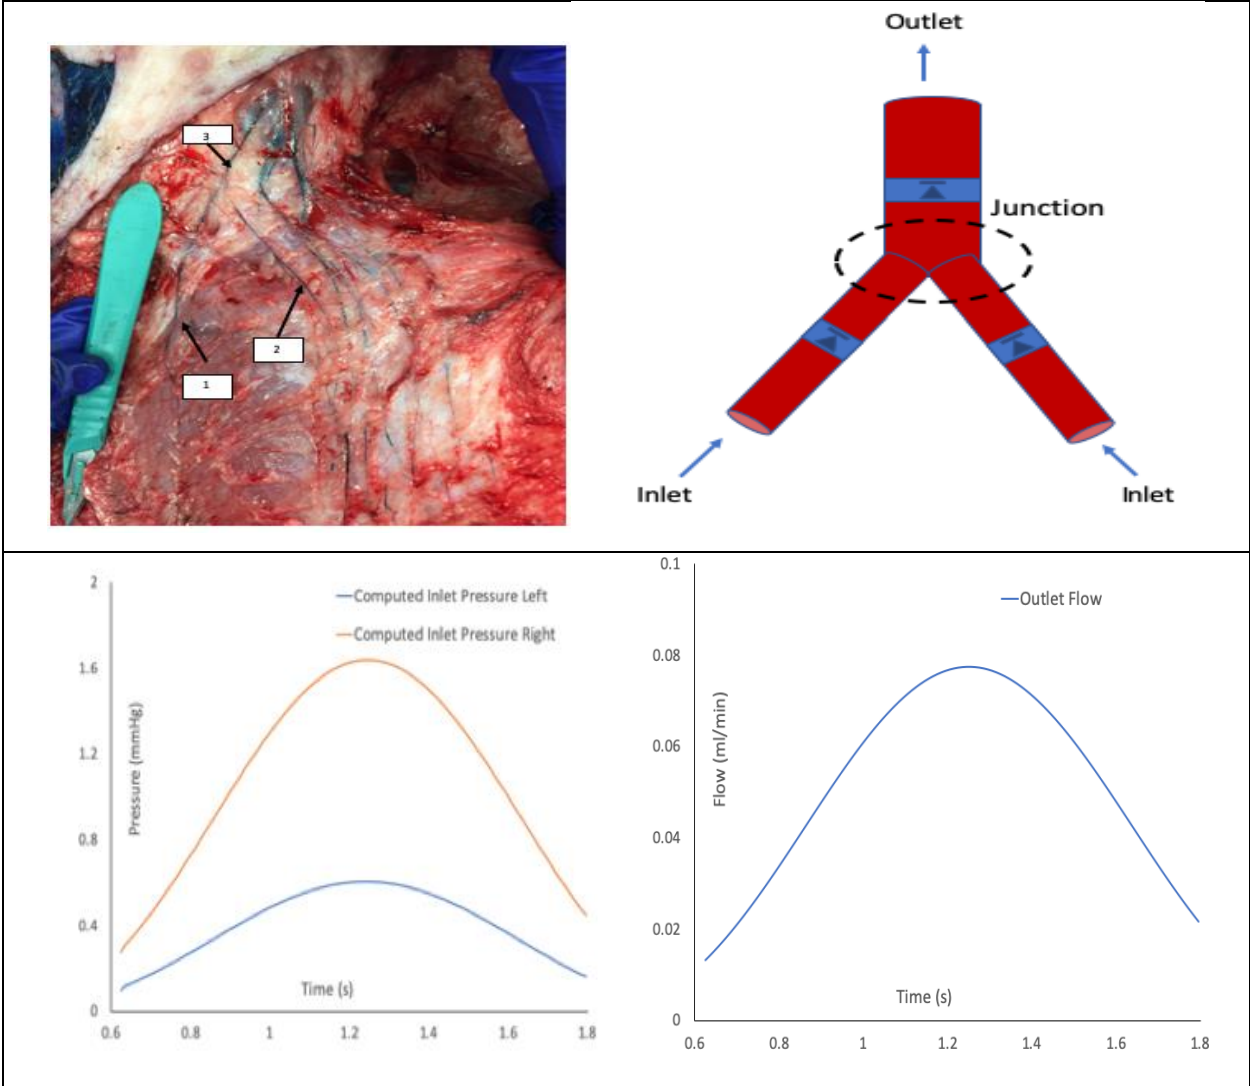 3
2
1
Outlet
Junction
Inlet
Inlet
2
1.6
1.2
0.8
0.4
0
Pressure (mmHg)
Computed Inlet Pressure Left
Computed Inlet Pressure Right
Time (s)
0.6
0.8
1
1.2
1.4
1.6
1.8
0.1
0.08
0.06
0.04
0.02
0
Flow (ml/min)
Outlet Flow
Time (s)
0.6
0.8
1
1.2
1.4
1.6
1.8